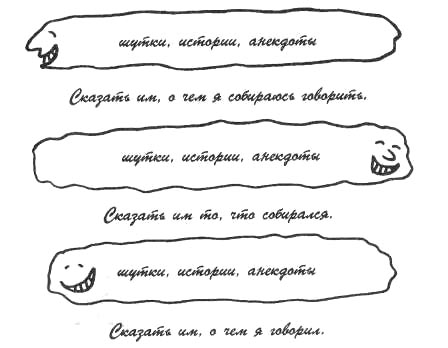 шутки, истории, анекдоты
Сказать им, о чем я собираюсь говорить.
шутки, истории, анекдоты
Сказать им то, что собирался.
шутки, истории, анекдоты
Сказать им, о чем я говорил.